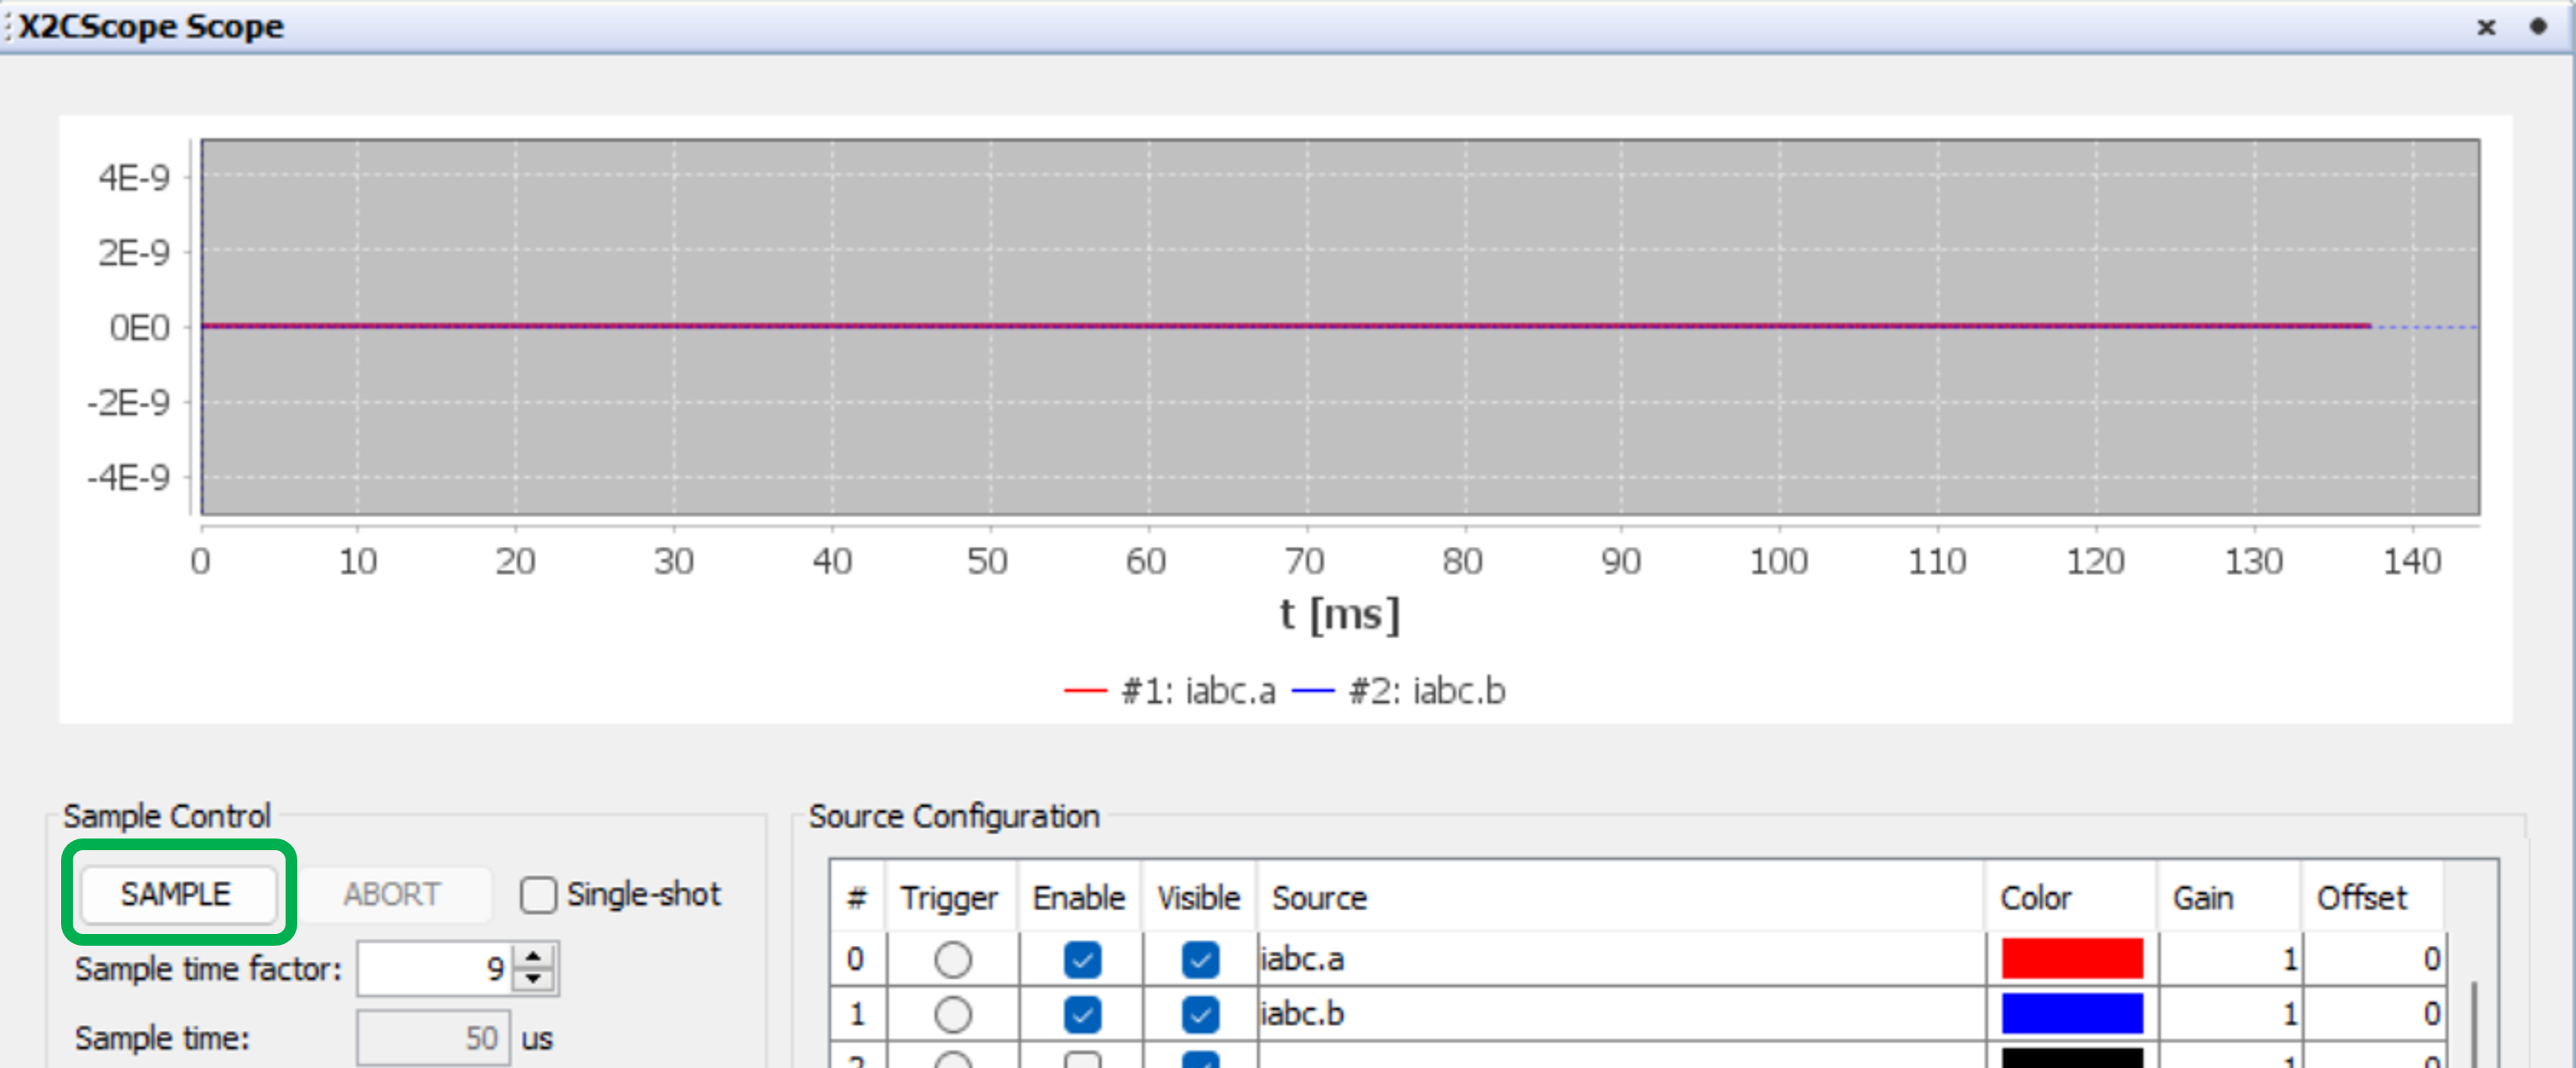 X2CScope Scope
4E-9
2E-9
0E0
-2E-9
-4E-9
0 10 20 30 40 50 60 70 80 90 100 110 120 130 140
t [ms]
#1: iabc.a #2: iabc.b
Sample Control
SAMPLE ABORT Single-shot
Sample time factor: 9
Sample time: 50 us
Source Configuration
# Trigger Enable Visible Source Color Gain Offset
0 iabc.a 1 0
1 iabc.b 1 0
2 1 0